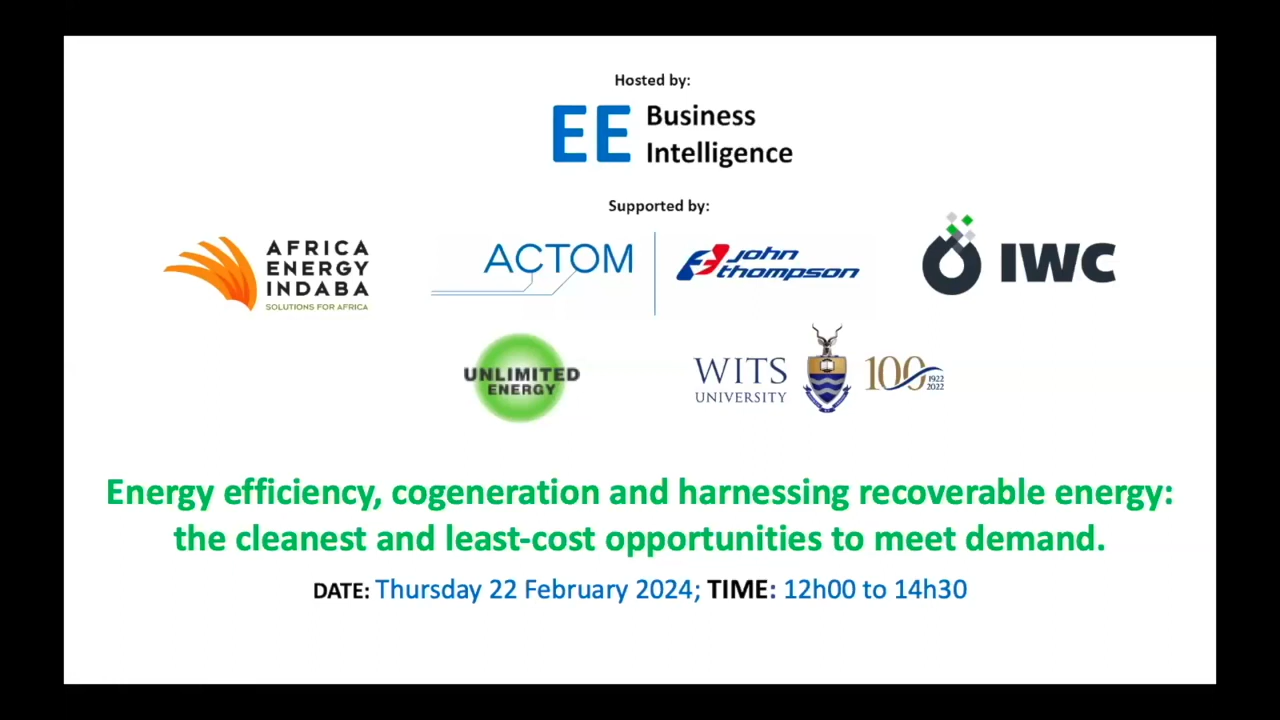 Hosted by:
EE Business
Intelligence
Supported by:
AFRICA
ENERGY
INDABA
SOLUTIONS FOR AFRICA
ACTOM
john
thompson
IWC
UNLIMITED
ENERGY
WITS
UNIVERSITY
100
1922
2022
Energy efficiency, cogeneration and harnessing recoverable energy:
the cleanest and least-cost opportunities to meet demand.
DATE: Thursday 22 February 2024; TIME: 12h00 to 14h30